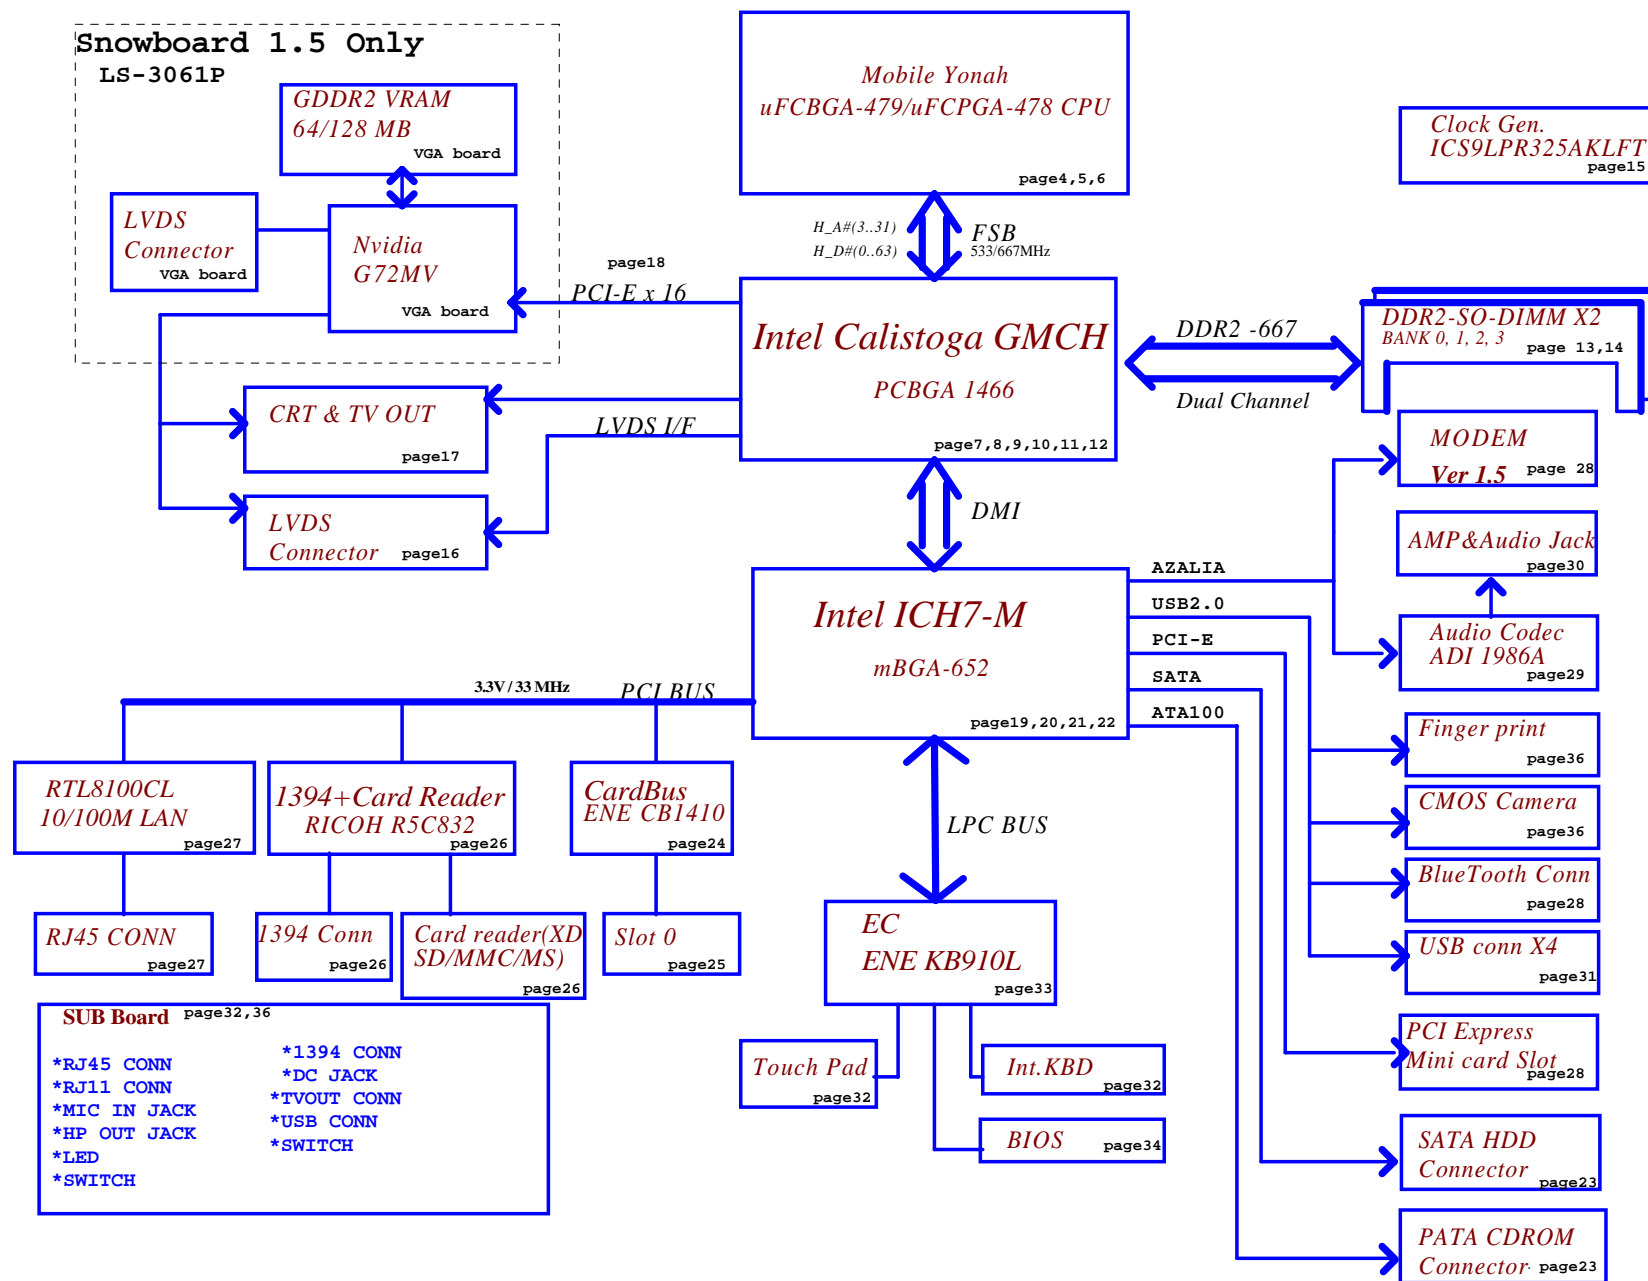 Snowboard 1.5 Only
LS-3061P
GDDR2 VRAM
64/128 MB
VGA board
LVDS
Connector
VGA board
Nvidia
G72MV
VGA board
page18
PCI-E x 16
Mobile Yonah
uFCBGA-479/uFCPGA-478 CPU
page4,5,6
H_A#(3..31)
H_D#(0..63)
FSB
533/667MHz
Clock Gen.
ICS9LPR325AKLFT
page15
Intel Calistoga GMCH
PCBGA 1466
page7,8,9,10,11,12
DDR2 -667
Dual Channel
DDR2-SO-DIMM X2
BANK 0, 1, 2, 3
page 13,14
CRT & TV OUT
page17
LVDS I/F
LVDS
Connector
page16
DMI
MODEM
Ver 1.5
page 28
AMP&Audio Jack
page30
Audio Codec
ADI 1986A
page29
Intel ICH7-M
mBGA-652
page19,20,21,22
AZALIA
USB2.0
PCI-E
SATA
ATA100
3.3V / 33 MHz
PCI BUS
RTL8100CL
10/100M LAN
page27
1394+Card Reader
RICOH R5C832
page26
CardBus
ENE CB1410
page24
LPC BUS
Finger print
page36
CMOS Camera
page36
BlueTooth Conn
page28
USB conn X4
page31
RJ45 CONN
page27
1394 Conn
page26
Card reader(XD
SD/MMC/MS)
page26
Slot 0
page25
EC
ENE KB910L
page33
SUB Board
page32,36
*RJ45 CONN
*RJ11 CONN
*MIC IN JACK
*HP OUT JACK
*LED
*SWITCH
*1394 CONN
*DC JACK
*TVOUT CONN
*USB CONN
*SWITCH
Touch Pad
page32
Int.KBD
page32
BIOS
page34
PCI Express
Mini card Slot
page28
SATA HDD
Connector
page23
PATA CDROM
Connector
page23